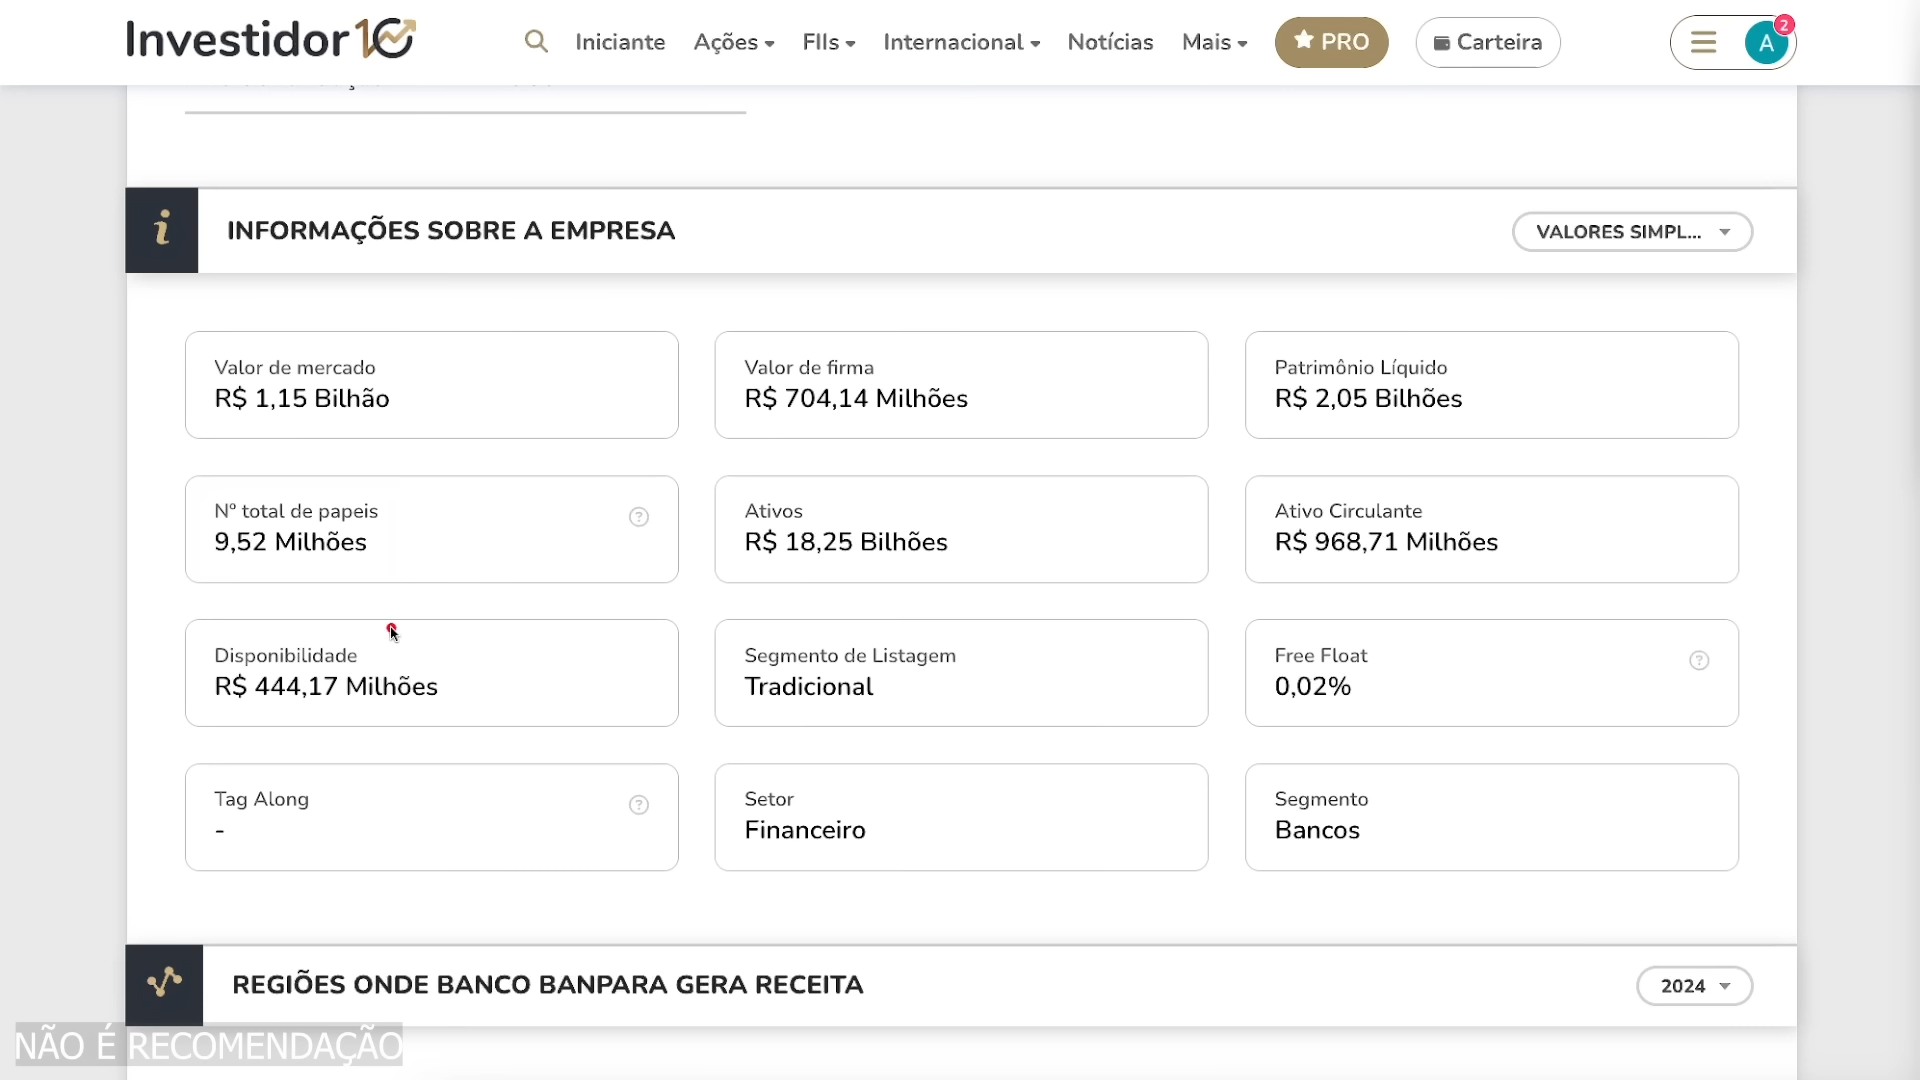 Investidor10
Iniciante
Ações
FIIs
Internacional
Notícias
Mais
PRO
Carteira
A
2
INFORMAÇÕES SOBRE A EMPRESA
VALORES SIMPL...
Valor de mercado
R$ 1,15 Bilhão
Valor de firma
R$ 704,14 Milhões
Patrimônio Líquido
R$ 2,05 Bilhões
Nº total de papeis
9,52 Milhões
?
Ativos
R$ 18,25 Bilhões
Ativo Circulante
R$ 968,71 Milhões
Disponibilidade
R$ 444,17 Milhões
Segmento de Listagem
Tradicional
Free Float
0,02%
?
Tag Along
-
?
Setor
Financeiro
Segmento
Bancos
REGIÕES ONDE BANCO BANPARA GERA RECEITA
2024
NÃO É RECOMENDAÇÃO